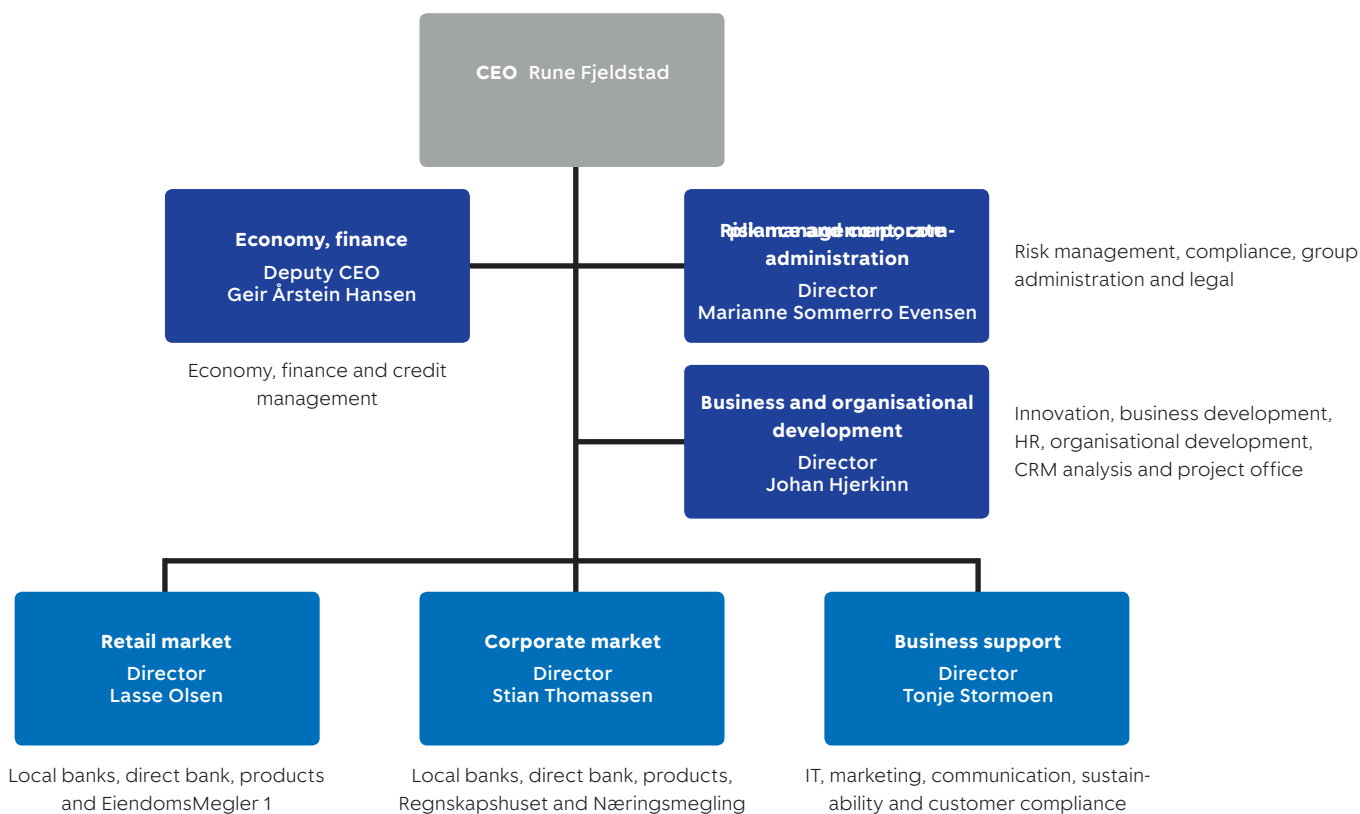 CEO Rune Fjeldstad
Economy, finance
Deputy CEO
Geir Årstein Hansen
Economy, finance and credit
management
administration
Director
Marianne Sommerro Evensen
Risk management, compliance, group
administration and legal
Business and organisational
development
Director
Johan Hjerkinn
Innovation, business development,
HR, organisational development,
CRM analysis and project office
Retail market
Director
Lasse Olsen
Local banks, direct bank, products
and EiendomsMegler 1
Corporate market
Director
Stian Thomassen
Local banks, direct bank, products,
Regnskapshuset and Næringsmegling
Business support
Director
Tonje Stormoen
IT, marketing, communication, sustain-
ability and customer compliance